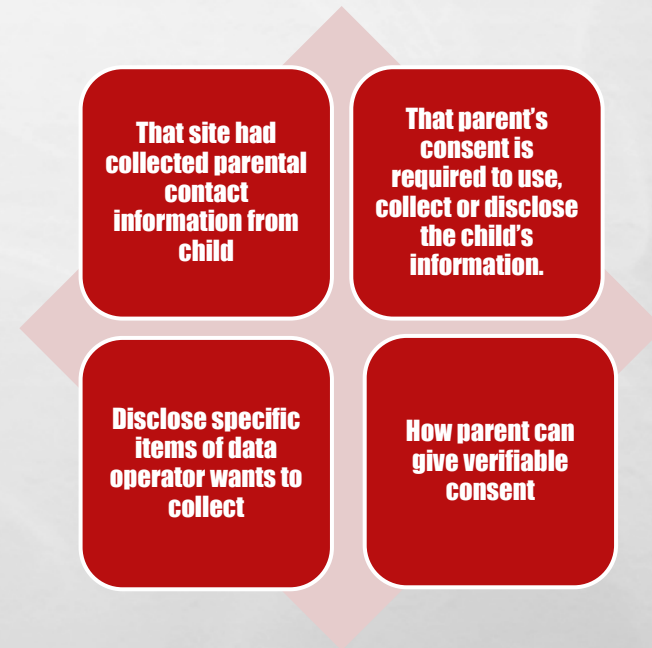 That site had
collected parental
contact
information from
child
That parent's
consent is
required to use,
collect or disclose
the child's
information.
Disclose specific
items of data
operator wants to
collect
How parent can
give verifiable
consent